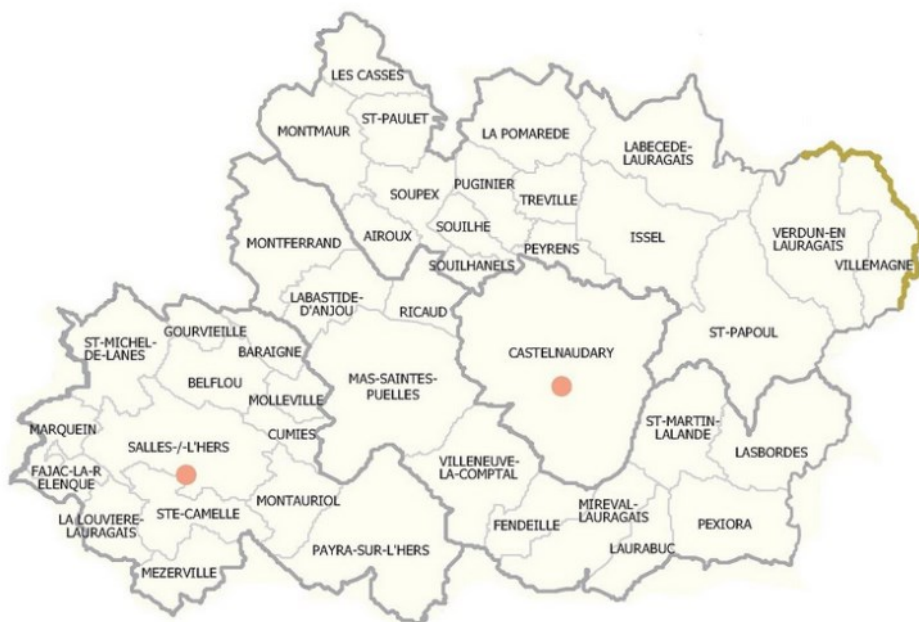 LES CASSES
ST-PAULET
MONTMAUR
LA POMAREDE
LABECEDE-
LAURAGAIS
SOUPEX
PUGINIER
TREVILLE
SOUILHE
AIROUX
MONTFERRAND
PEYRENS
ISSEL
VERDUN-EN
LAURAGAIS
VILLEMAGNE
SOUILHANELS
LABASTIDE-
D'ANJOU
RICAUD
GOURVIEILLE
ST-MICHEL-
DE-LANES
BARAIGNE
ST-PAPOUL
CASTELNAUDARY
BELFLOU
MAS-SAINTES-
PUELLES
MOLLEVILLE
ST-MARTIN-
LALANDE
MARQUEIN
CUMIES
SALLES-/-L'HERS
LASBORDES
VILLENEUVE-
LA-COMPTAL
FAJAC-LA-R
ELENQUE
MONTAURIOL
MIREVAL-
LAURAGAIS
STE-CAMELLE
LA LOUVIERE-
LAURAGAIS
FENDEILLE
PEXIORA
PAYRA-SUR-L'HERS
LAURABUC
MEZERVILLE